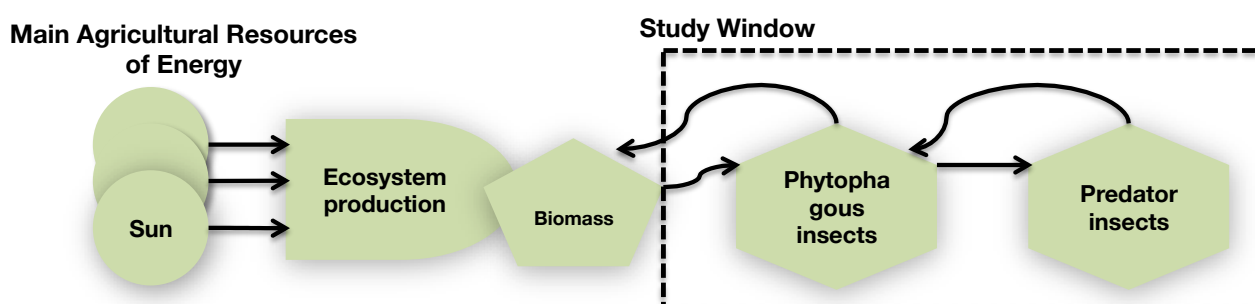 Main Agricultural Resources
of Energy
Study Window
Sun
Ecosystem
production
Biomass
Phytopha
gous
insects
Predator
insects